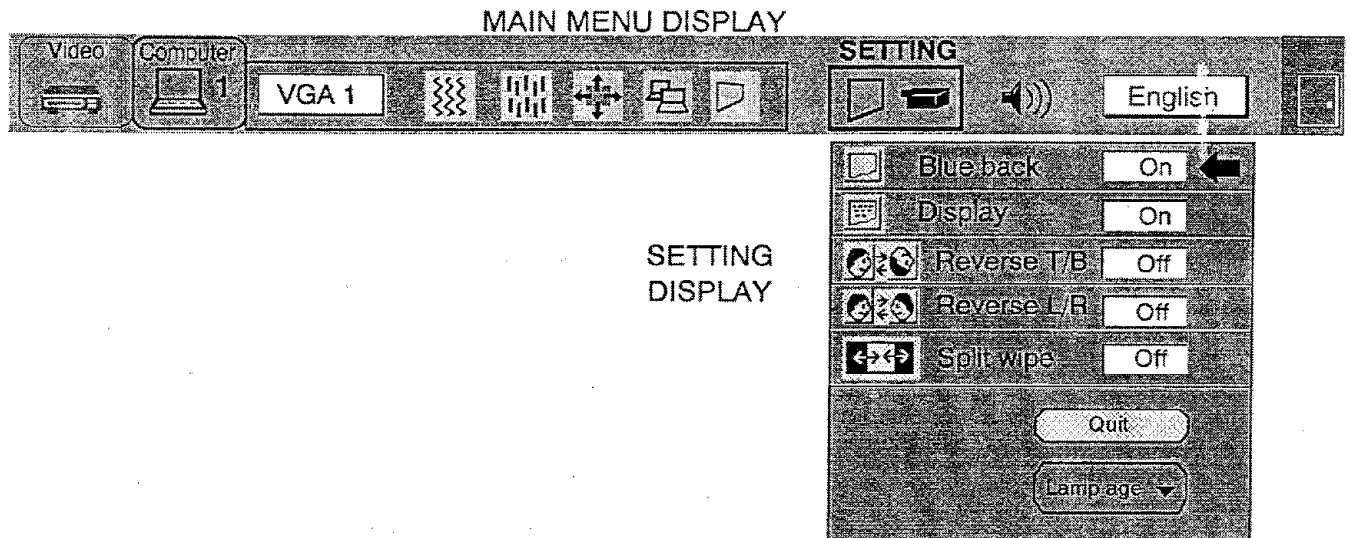 MAIN MENU DISPLAY
Video
Computer
1
VGA 1
SETTING
English
Blue back On
Display On
SETTING
DISPLAY
Reverse T/B Off
Reverse L/R Off
Split wipe Off
Quit
Lamp age